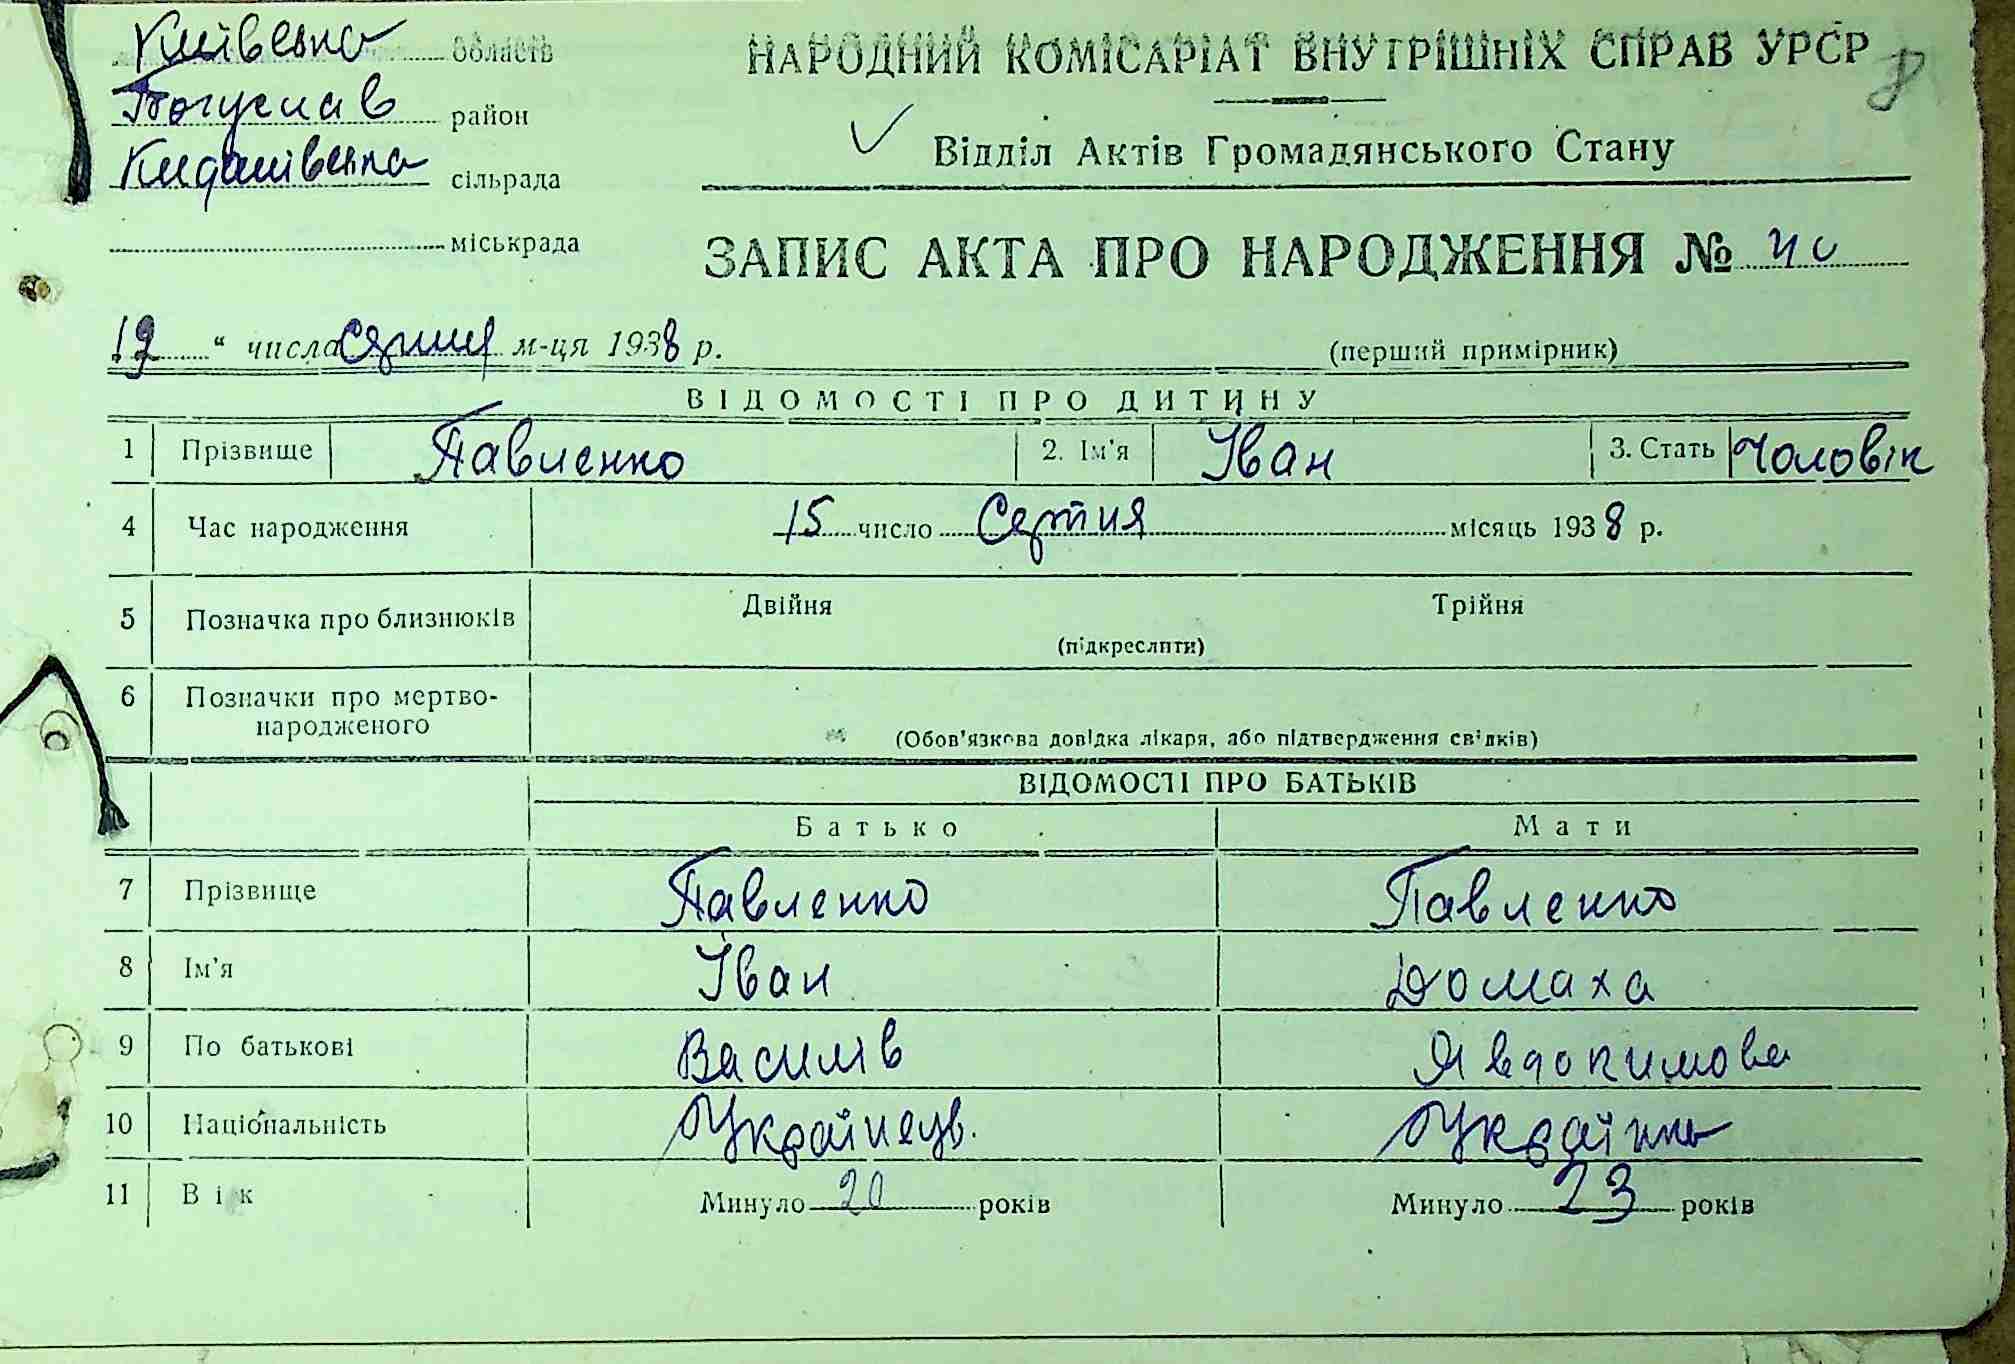 Київська область
Богуслав район
Кидашівська сільрада
міськрада
НАРОДНИЙ КОМІСАРІАТ ВНУТРІШНІХ СПРАВ УРСР
Відділ Актів Громадянського Стану
ЗАПИС АКТА ПРО НАРОДЖЕННЯ № 40
19 " числа серпня м-ця 1938 р.
(перший примірник)
ВІДОМОСТІ ПРО ДИТИНУ
1 Прізвище Павленко 2. Ім'я Іван 3. Стать Чоловік
4 Час народження 15 число Серпня місяць 1938 р.
5 Позначка про близнюків Двійня Трійня
(підкреслити)
6 Позначки про мертво-
народженого
(Обов'язкова довідка лікаря, або підтвердження свідків)
ВІДОМОСТІ ПРО БАТЬКІВ
Батько Мати
7 Прізвище Павленко Павленко
8 Ім'я Іван Домаха
9 По батькові Василів Явдокимова
10 Національність Українець. Українка
11 Вік Минуло 20 років Минуло 23 років